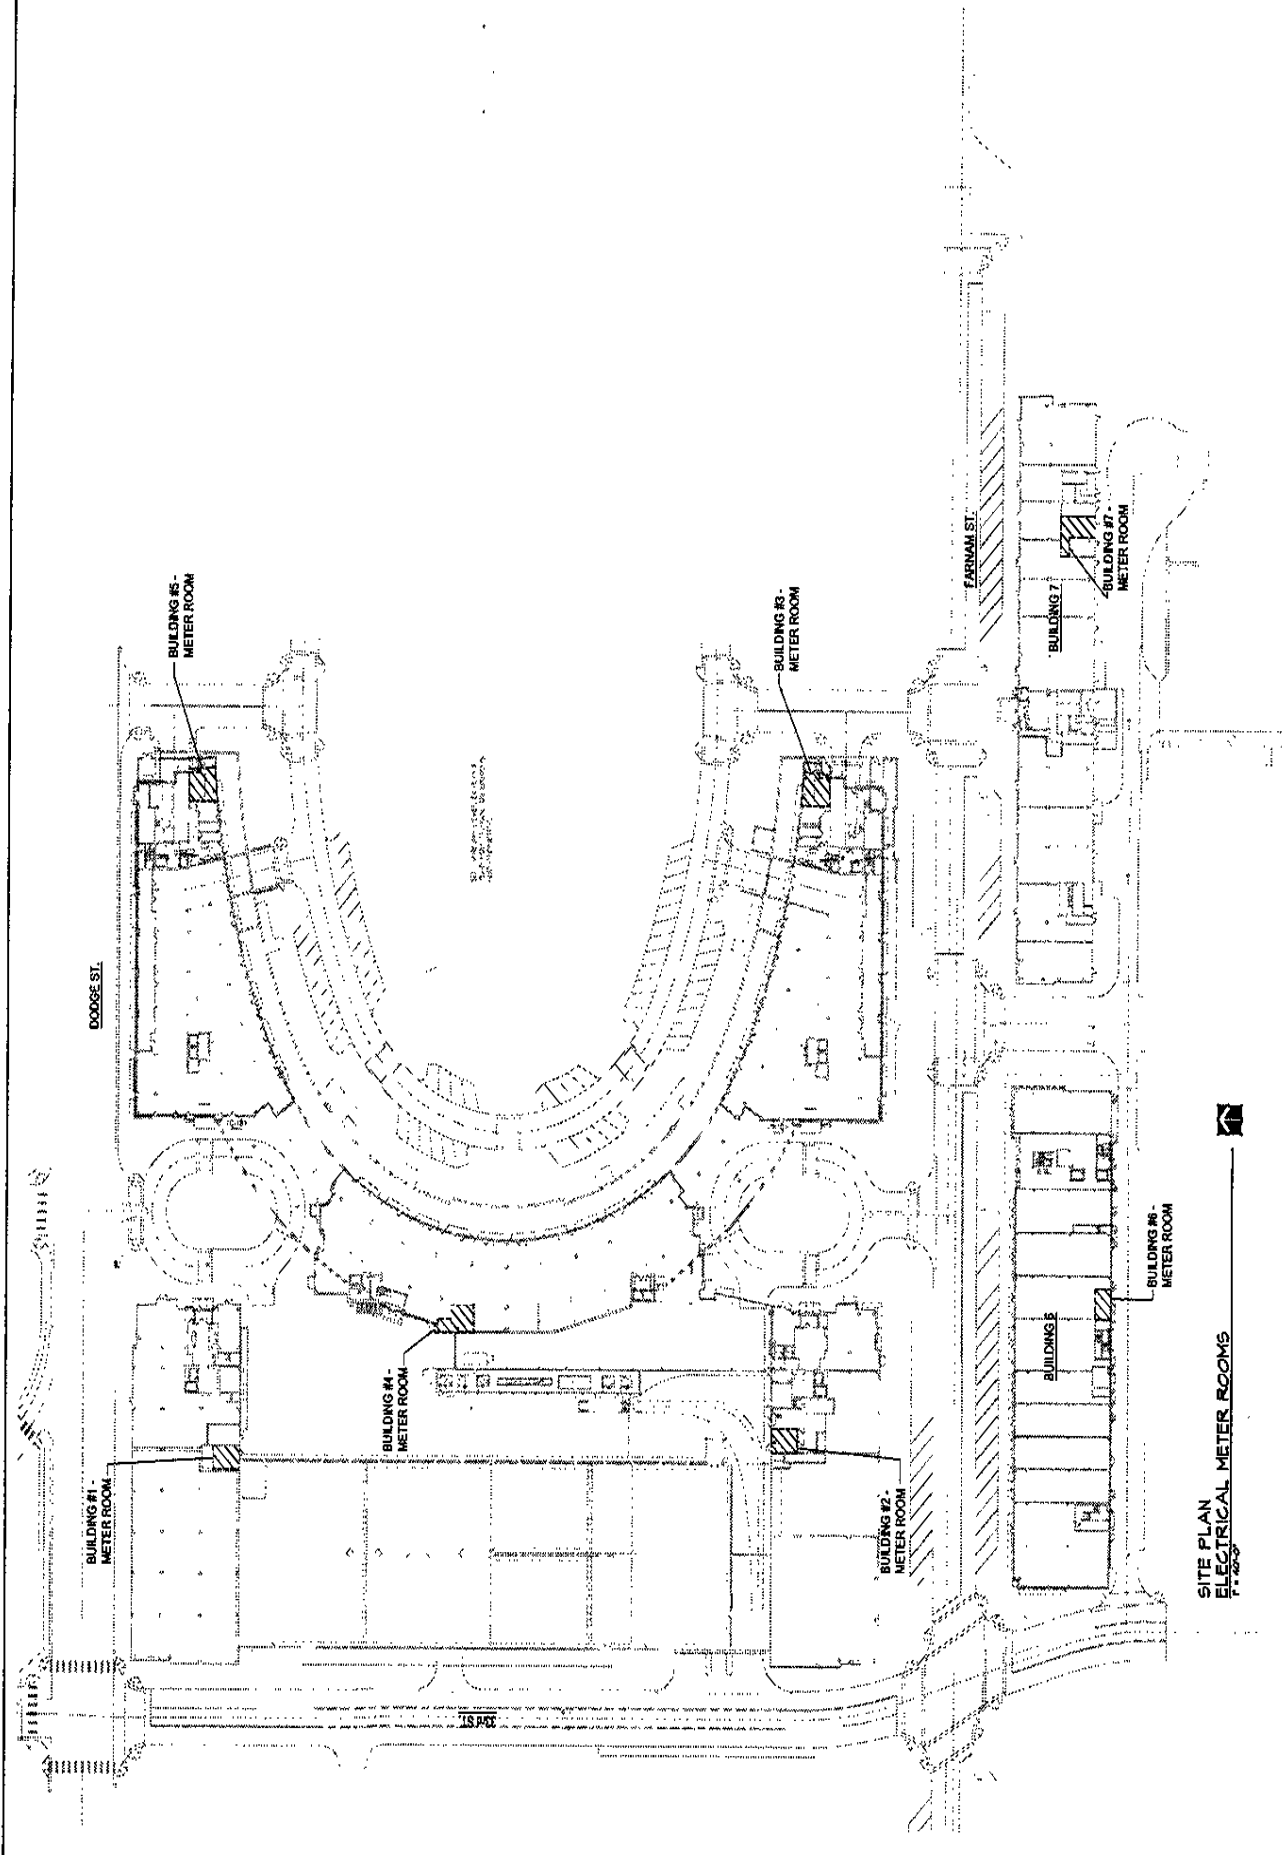 BUILDING #5 -
METER ROOM
BUILDING #3 -
METER ROOM
FARNAM ST.
BUILDING 7
BUILDING #7 -
METER ROOM
DODGE ST.
BUILDING #1 -
METER ROOM
BUILDING #4 -
METER ROOM
BUILDING #2 -
METER ROOM
BUILDING 6
BUILDING #6 -
METER ROOM
33rd ST.
SITE PLAN
ELECTRICAL METER ROOMS